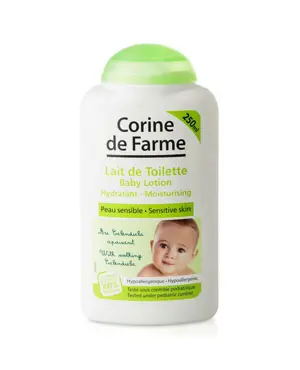 250ml
Corine
de Farme
Lait de Toilette
Baby Lotion
Hydratant - Moisturising
Peau sensible • Sensitive skin
Au Calendula
apaisant
With soothing
Calendula
Hypoallergénique • Hypoallergenic
Testé sous contrôle pédiatrique
Tested under pediatric control